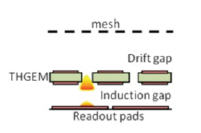 mesh
Drift gap
THGEM
Induction gap
Readout pads